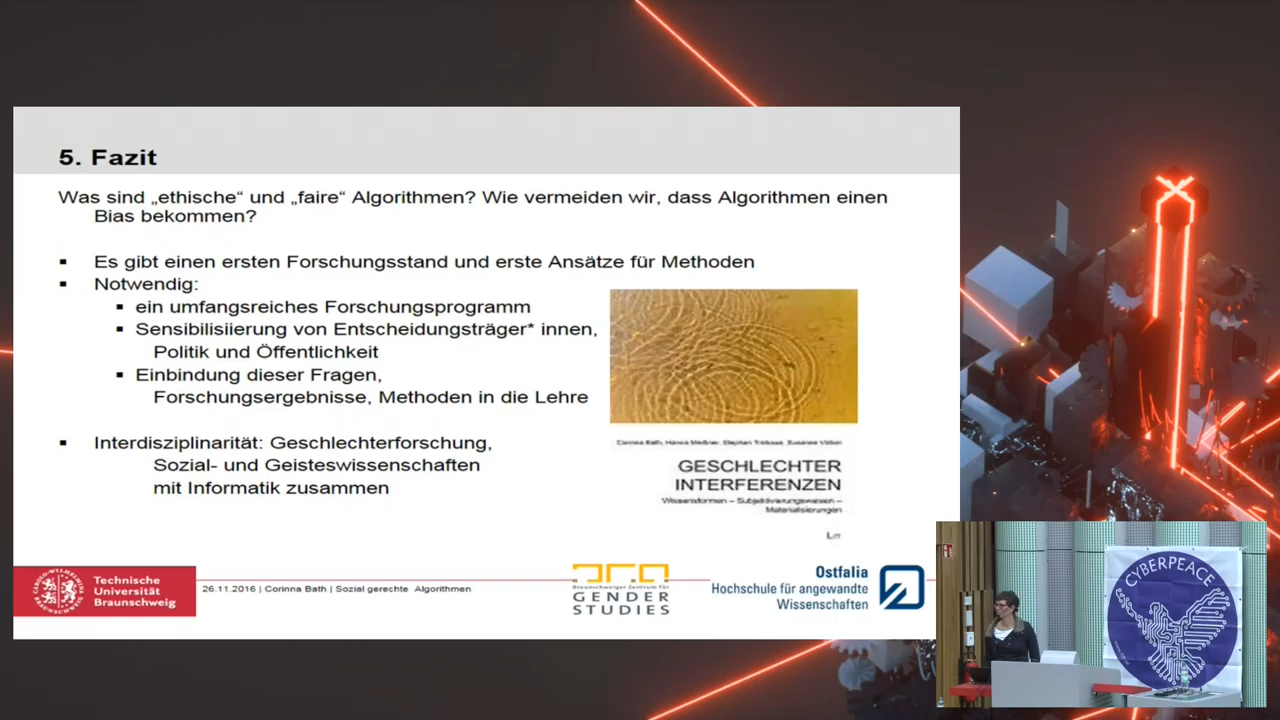 5. Fazit
Was sind „ethische“ und „faire“ Algorithmen? Wie vermeiden wir, dass Algorithmen einen
Bias bekommen?
▪ Es gibt einen ersten Forschungsstand und erste Ansätze für Methoden
▪ Notwendig:
▪ ein umfangsreiches Forschungsprogramm
▪ Sensibilisiierung von Entscheidungsträger* innen,
Politik und Öffentlichkeit
▪ Einbindung dieser Fragen,
Forschungsergebnisse, Methoden in die Lehre
▪ Interdisziplinarität: Geschlechterforschung,
Sozial- und Geisteswissenschaften
mit Informatik zusammen
Corinna Bath, Hanna Meißner, Stephan Trinkaus, Susanne Völker
GESCHLECHTER
INTERFERENZEN
Wissensformen – Subjektivierungsweisen –
Materialisierungen
LIT
Technische
Universität
Braunschweig
26.11.2016 | Corinna Bath | Sozial gerechte Algorithmen
Braunschweiger Zentrum für
GENDER
STUDIES
Ostfalia
Hochschule für angewandte
Wissenschaften
CYBERPEACE